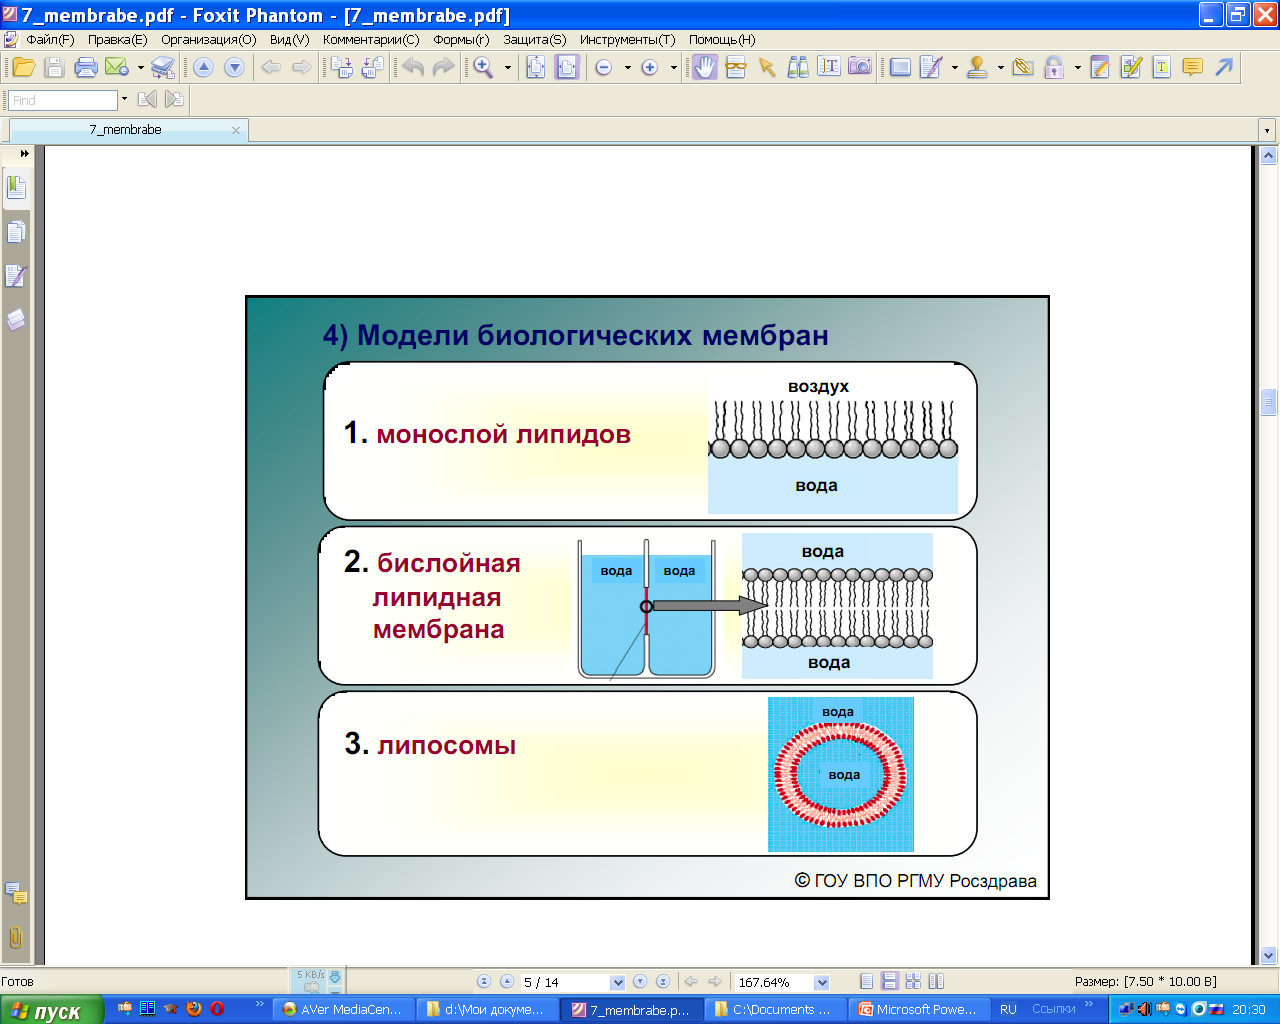 7_membrabe.pdf - Foxit Phantom - [7_membrabe.pdf]
Файл(F) Правка(E) Организация(O) Вид(V) Комментарии(C) Формы(r) Защита(S) Инструменты(T) Помощь(H)
Find
7_membrabe
4) Модели биологических мембран
воздух
1. монослой липидов
вода
2. бислойная
липидная
мембрана
вода вода
вода
вода
3. липосомы
вода
вода
© ГОУ ВПО РГМУ Росздрава
Готов
5 KB/s
5 / 14
167.64%
Размер: [7.50 * 10.00 В]
пуск
AVer MediaCen...
d:\Мои докуме...
7_membrabe.p...
C:\Documents ...
Microsoft Powe...
RU
Ссылки
20:30